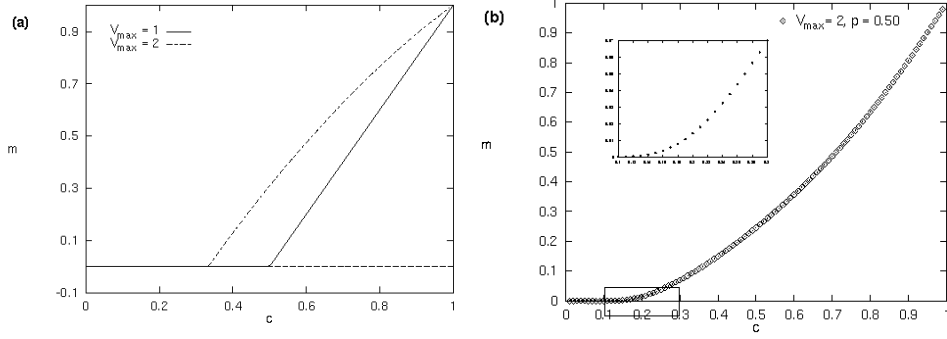 (a)
V_max = 1
V_max = 2
0.9
0.7
0.5
0.3
0.1
-0.1
m
0 0.2 0.4 0.6 0.8 1
c
(b)
V_max = 2, p = 0.50
1
0.9
0.8
0.7
0.6
0.5
0.4
0.3
0.2
0.1
0
m
0 0.1 0.2 0.3 0.4 0.5 0.6 0.7 0.8 0.9 1
c